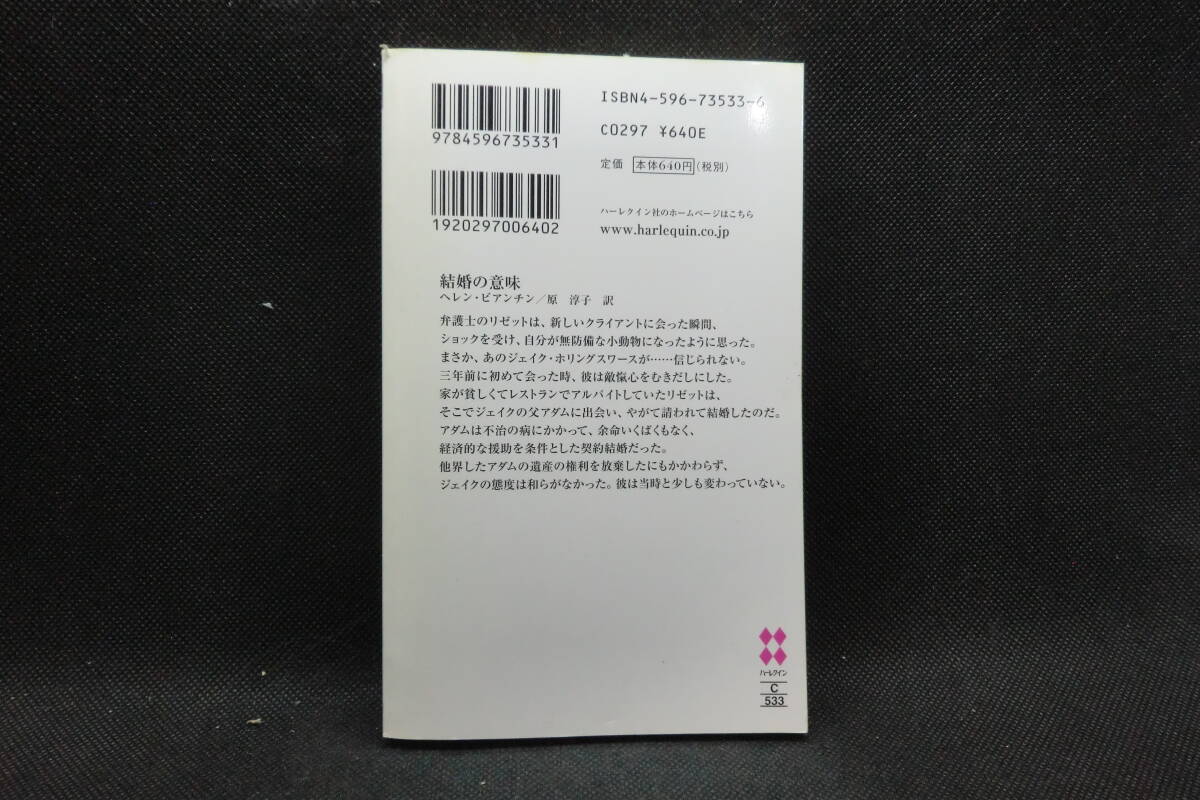 9784596735331
1920297006402
ISBN4-596-73533-6
C0297 ¥640E
定価 本体640円(税別)
ハーレクイン社のホームページはこちら
www.harlequin.co.jp
結婚の意味
ヘレン・ビアンチン/原 淳子 訳
弁護士のリゼットは、新しいクライアントに会った瞬間、
ショックを受け、自分が無防備な小動物になったように思った。
まさか、あのジェイク・ホリングスワースが……信じられない。
三年前に初めて会った時、彼は敵愾心をむきだしにした。
家が貧しくてレストランでアルバイトしていたリゼットは、
そこでジェイクの父アダムに出会い、やがて請われて結婚したのだ。
アダムは不治の病にかかって、余命いくばくもなく、
経済的な援助を条件とした契約結婚だった。
他界したアダムの遺産の権利を放棄したにもかかわらず、
ジェイクの態度は和らがなかった。彼は当時と少しも変わっていない。
ハーレクイン
C
533